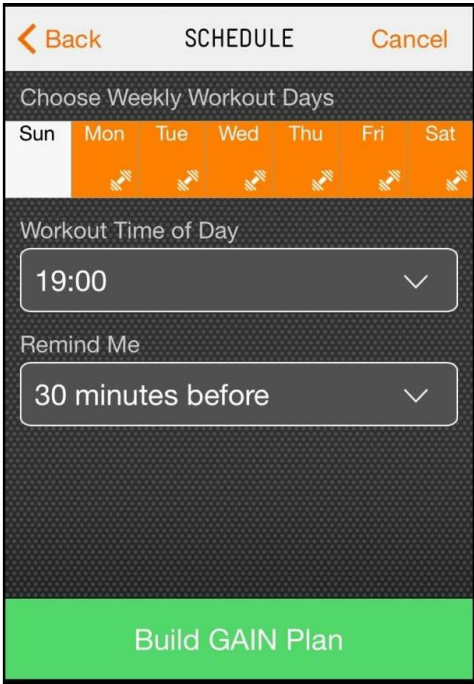 Back SCHEDULE Cancel
Choose Weekly Workout Days
Sun Mon Tue Wed Thu Fri Sat
Workout Time of Day
19:00
Remind Me
30 minutes before
Build GAIN Plan